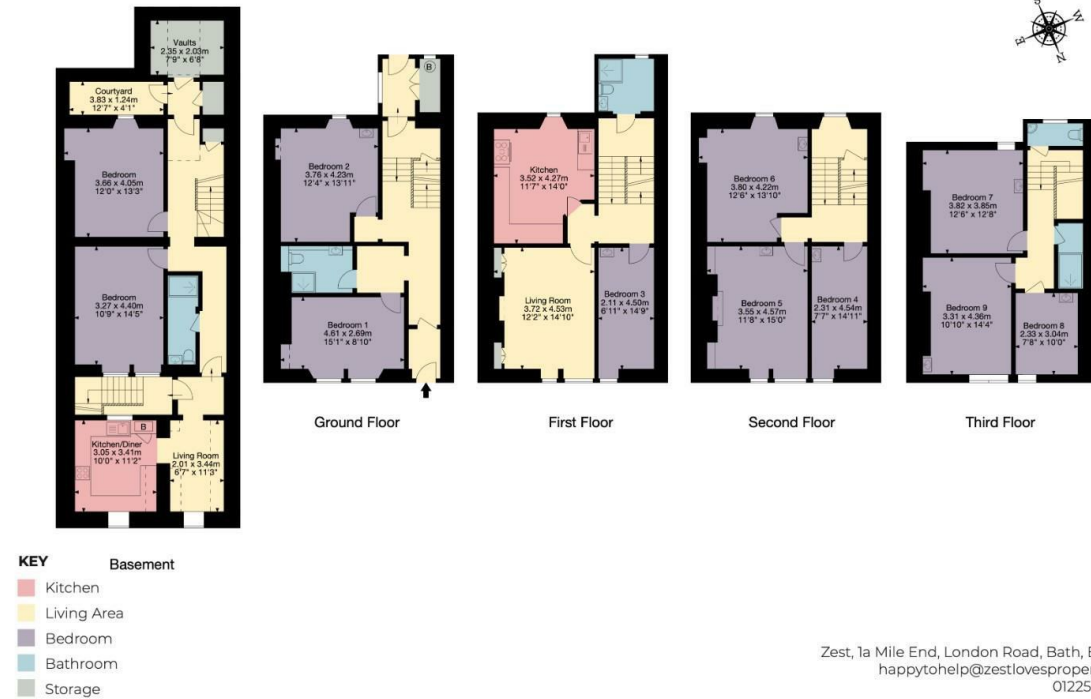 Vaults
2.35 x 2.03m
7'9" x 6'8"
Courtyard
3.83 x 1.24m
12'7" x 4'1"
Bedroom
3.66 x 4.05m
12'0" x 13'3"
Bedroom
3.27 x 4.40m
10'9" x 14'5"
B
Kitchen/Diner
3.05 x 3.41m
10'0" x 11'2"
Living Room
2.01 x 3.44m
6'7" x 11'3"
Basement
B
Bedroom 2
3.76 x 4.23m
12'4" x 13'11"
Bedroom 1
4.61 x 2.69m
15'1" x 8'10"
Ground Floor
Kitchen
3.52 x 4.27m
11'7" x 14'0"
Living Room
3.72 x 4.53m
12'2" x 14'10"
Bedroom 3
2.11 x 4.50m
6'11" x 14'9"
First Floor
Bedroom 6
3.80 x 4.22m
12'6" x 13'10"
Bedroom 5
3.55 x 4.57m
11'8" x 15'0"
Bedroom 4
2.31 x 4.54m
7'7" x 14'11"
Second Floor
S
W
E
N
Bedroom 7
3.82 x 3.85m
12'6" x 12'8"
Bedroom 9
3.31 x 4.36m
10'10" x 14'4"
Bedroom 8
2.33 x 3.04m
7'8" x 10'0"
Third Floor
KEY
Kitchen
Living Area
Bedroom
Bathroom
Storage
Zest, 1a Mile End, London Road, Bath,
happytohelp@zestlovesproper
01225